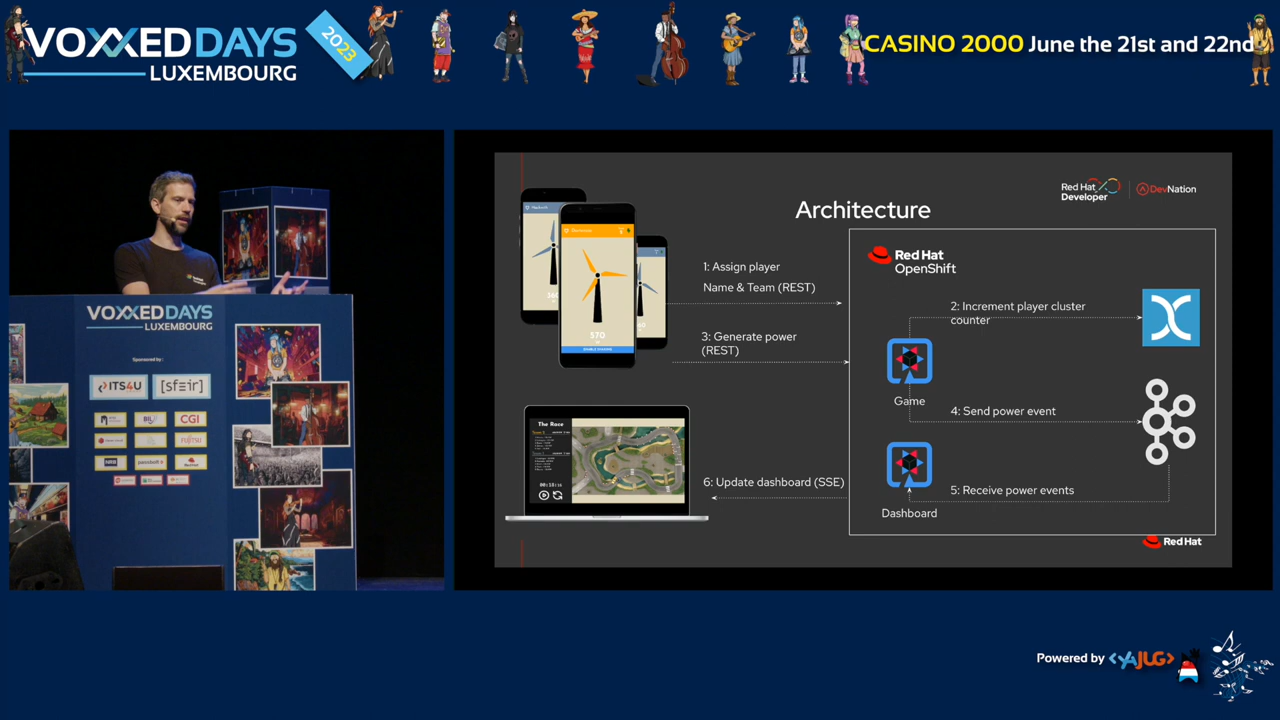 VOXXEDDAYS
LUXEMBOURG
2023
CASINO 2000 June the 21st and 22nd
VOXXEDDAYS
LUXEMBOURG
Sponsored by :
ITS4U
[sfeir]
CGI
FUJITSU
NRB
Architecture
Red Hat
Developer
DevNation
Red Hat
OpenShift
1: Assign player
Name & Team (REST)
2: Increment player cluster
counter
3: Generate power
(REST)
Game
4: Send power event
5: Receive power events
Dashboard
6: Update dashboard (SSE)
570
The Race
Red Hat
Powered by <YAJUG>